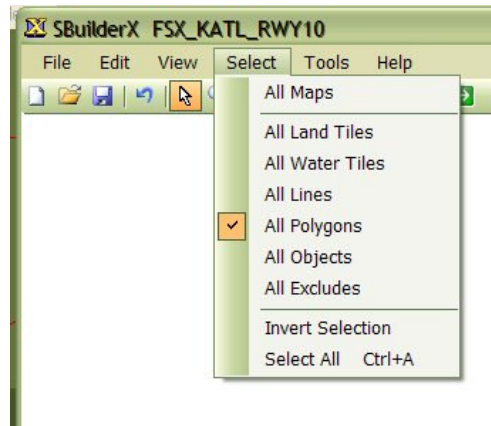 SBuilderX FSX_KATL_RWY10
File Edit View Select Tools Help
All Maps
All Land Tiles
All Water Tiles
All Lines
All Polygons
All Objects
All Excludes
Invert Selection
Select All Ctrl+A